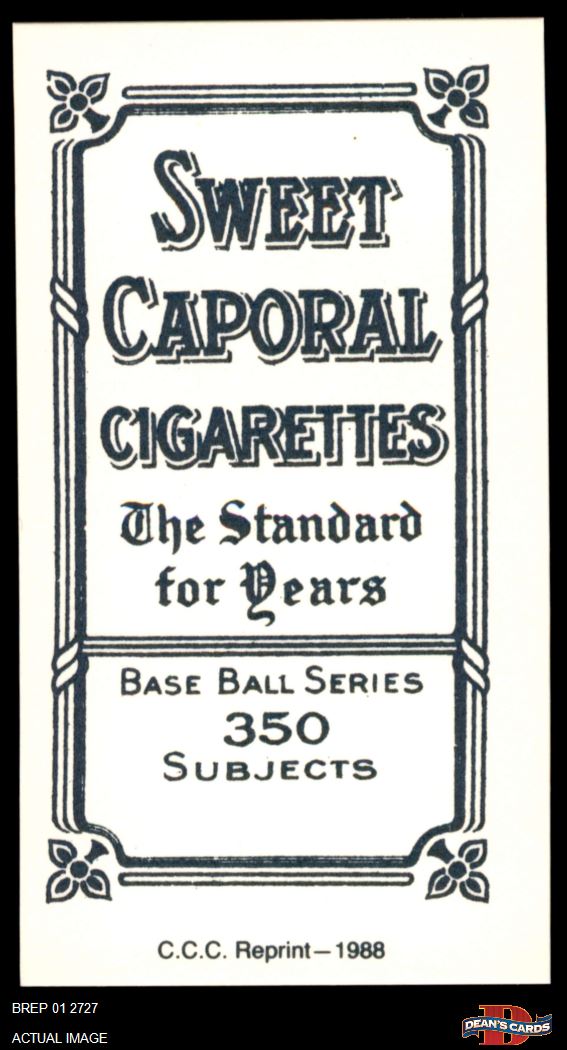 SWEET
CAPORAL
CIGARETTES
The Standard
for Years
BASE BALL SERIES
350
SUBJECTS
C.C.C. Reprint—1988
BREP 01 2727
ACTUAL IMAGE
D
DEAN'S CARDS